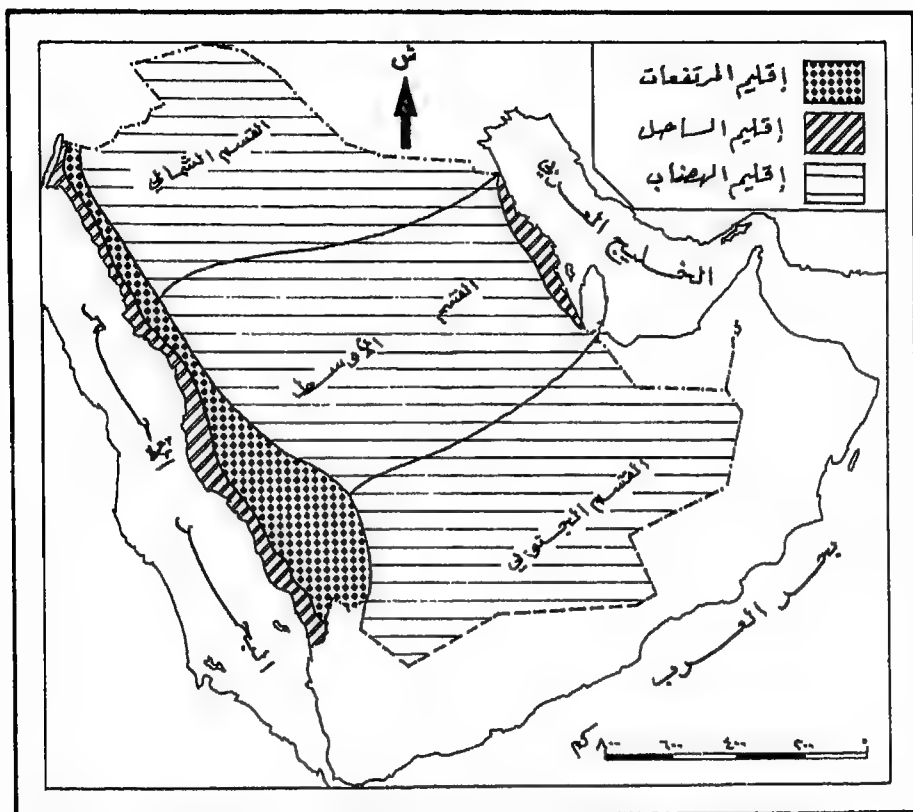 ش
إقليم المرتفعات
إقليم الساحل
إقليم الهضاب
القسم الشمالي
الخليج العربي
القسم الأوسط
القسم الجنوبي
البحر
بحر العرب
كم ٨٠٠ ٦٠٠ ٤٠٠ ٢٠٠ ٠